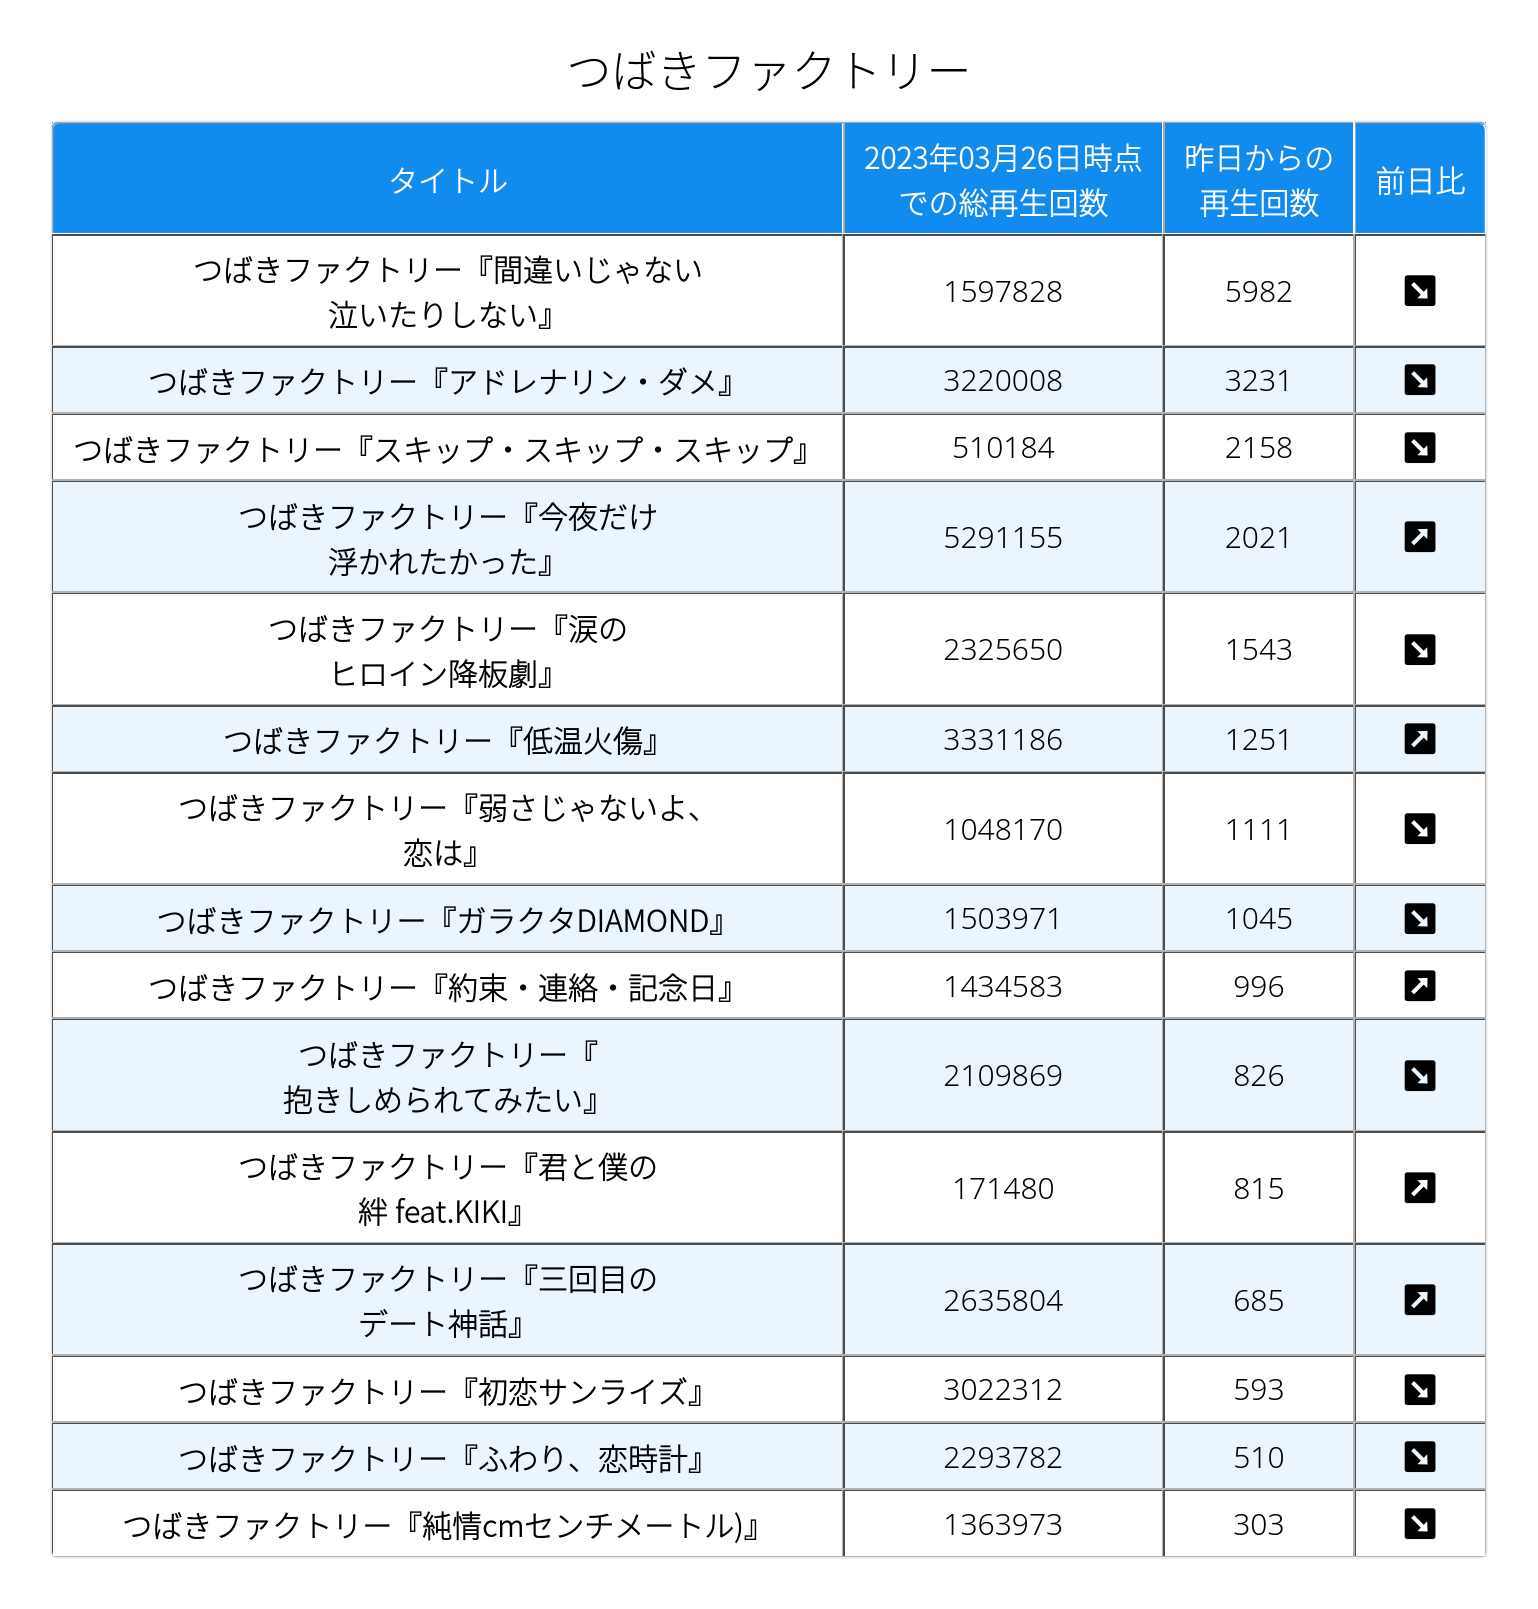 つばきファクトリー
タイトル
2023年03月26日時点
での総再生回数
昨日からの
再生回数
前日比
つばきファクトリー『間違いじゃない
泣いたりしない』
1597828
5982
↘
つばきファクトリー『アドレナリン・ダメ』
3220008
3231
↘
つばきファクトリー『スキップ・スキップ・スキップ』
510184
2158
↘
つばきファクトリー『今夜だけ
浮かれたかった』
5291155
2021
↗
つばきファクトリー『涙の
ヒロイン降板劇』
2325650
1543
↘
つばきファクトリー『低温火傷』
3331186
1251
↗
つばきファクトリー『弱さじゃないよ、
恋は』
1048170
1111
↘
つばきファクトリー『ガラクタDIAMOND』
1503971
1045
↘
つばきファクトリー『約束・連絡・記念日』
1434583
996
↗
つばきファクトリー『
抱きしめられてみたい』
2109869
826
↘
つばきファクトリー『君と僕の
絆 feat.KIKI』
171480
815
↗
つばきファクトリー『三回目の
デート神話』
2635804
685
↗
つばきファクトリー『初恋サンライズ』
3022312
593
↘
つばきファクトリー『ふわり、恋時計』
2293782
510
↘
つばきファクトリー『純情cmセンチメートル)』
1363973
303
↘